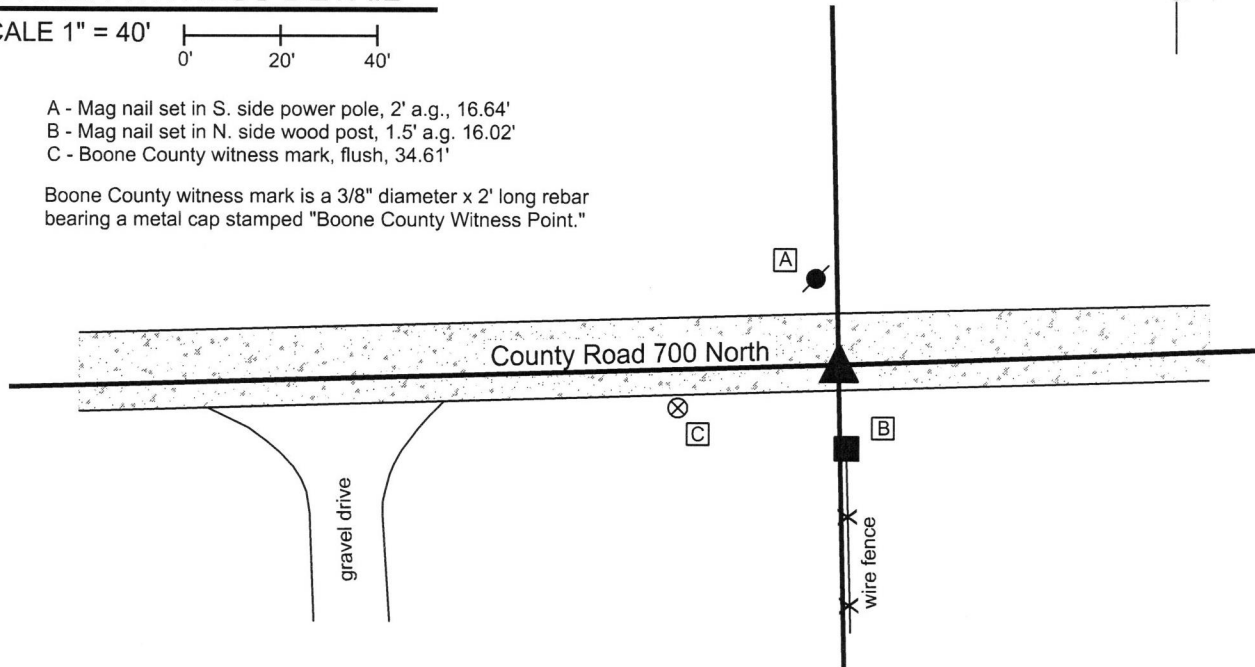 SCALE 1" = 40'
0' 20' 40'
A - Mag nail set in S. side power pole, 2' a.g., 16.64'
B - Mag nail set in N. side wood post, 1.5' a.g. 16.02'
C - Boone County witness mark, flush, 34.61'
Boone County witness mark is a 3/8" diameter x 2' long rebar
bearing a metal cap stamped "Boone County Witness Point."
A
County Road 700 North
C
B
gravel drive
wire fence